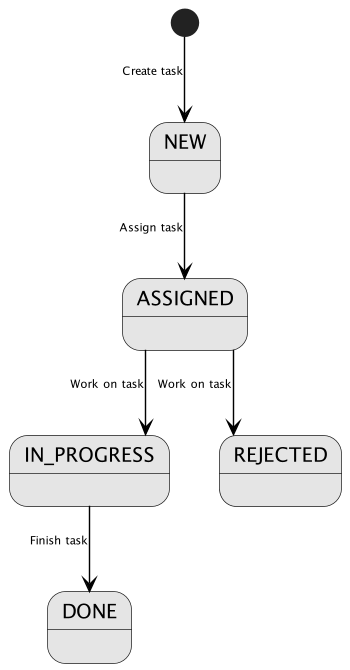 Create task
NEW
Assign task
ASSIGNED
Work on task
Work on task
IN_PROGRESS
REJECTED
Finish task
DONE